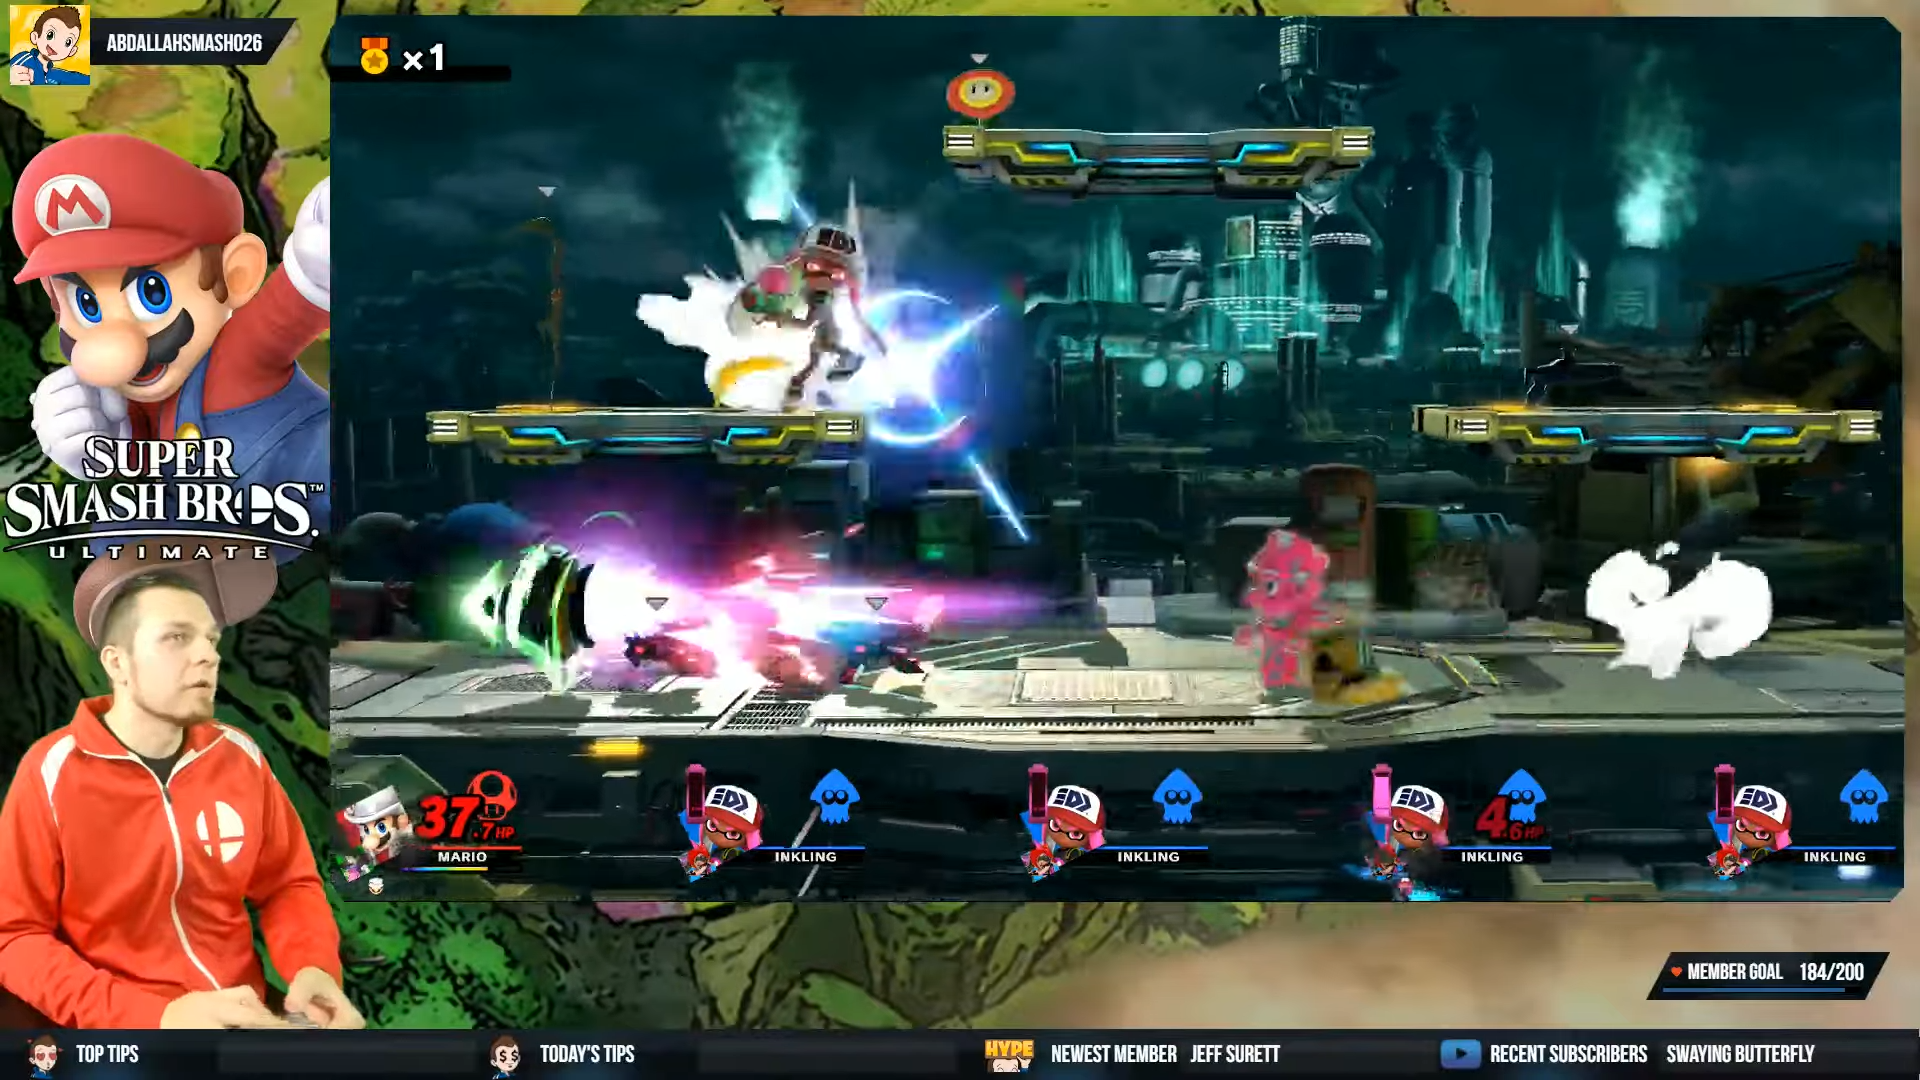 ABDALLAHSMASH026
×1
M
SUPER
SMASH BROS.™
ULTIMATE
37.7HP
MARIO
INKLING
INKLING
4.6HP
INKLING
INKLING
MEMBER GOAL 184/200
TOP TIPS
TODAY'S TIPS
HYPE
NEWEST MEMBER JEFF SURETT
RECENT SUBSCRIBERS SWAYING BUTTERFLY